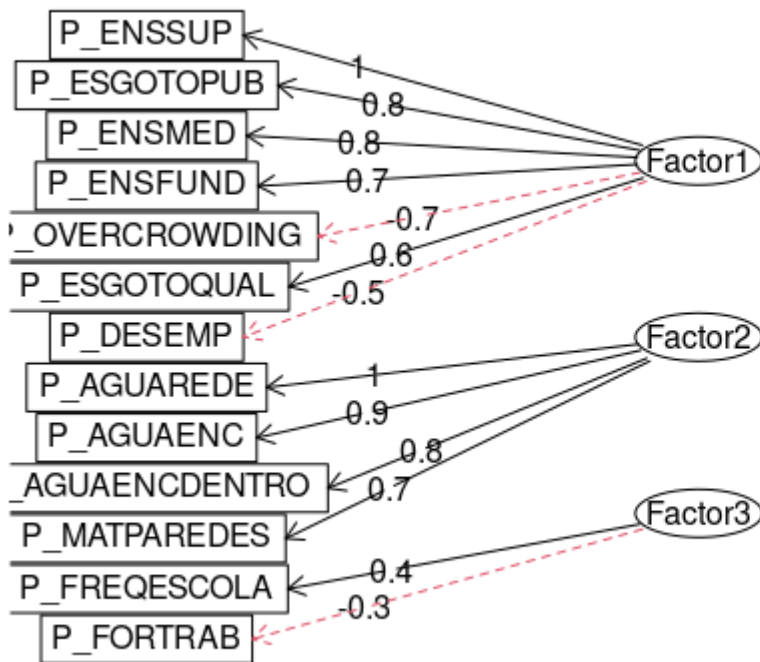 P_ENSSUP
1
P_ESGOTOPUB
0.8
P_ENSMED
0.8
Factor1
P_ENSFUND
0.7
P_OVERCROWDING
-0.7
0.6
P_ESGOTOQUAL
-0.5
P_DESEMP
Factor2
P_AGUAREDE
1
0.9
P_AGUAENC
0.8
_AGUAENCDENTRO
0.7
P_MATPAREDES
Factor3
P_FREQESCOLA
0.4
-0.3
P_FORTRAB